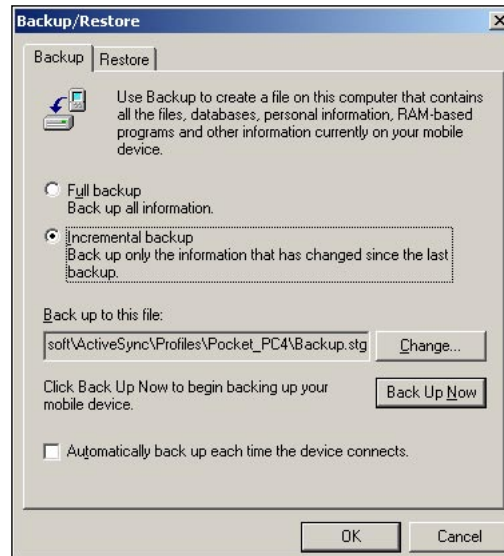 Backup/Restore
Backup
Restore
Use Backup to create a file on this computer that contains
all the files, databases, personal information, RAM-based
programs and other information currently on your mobile
device.
Full backup
Back up all information.
Incremental backup
Back up only the information that has changed since the last
backup.
Back up to this file:
soft\ActiveSync\Profiles\Pocket_PC4\Backup.stg
Change...
Click Back Up Now to begin backing up your
mobile device.
Back Up Now
Automatically back up each time the device connects.
OK
Cancel